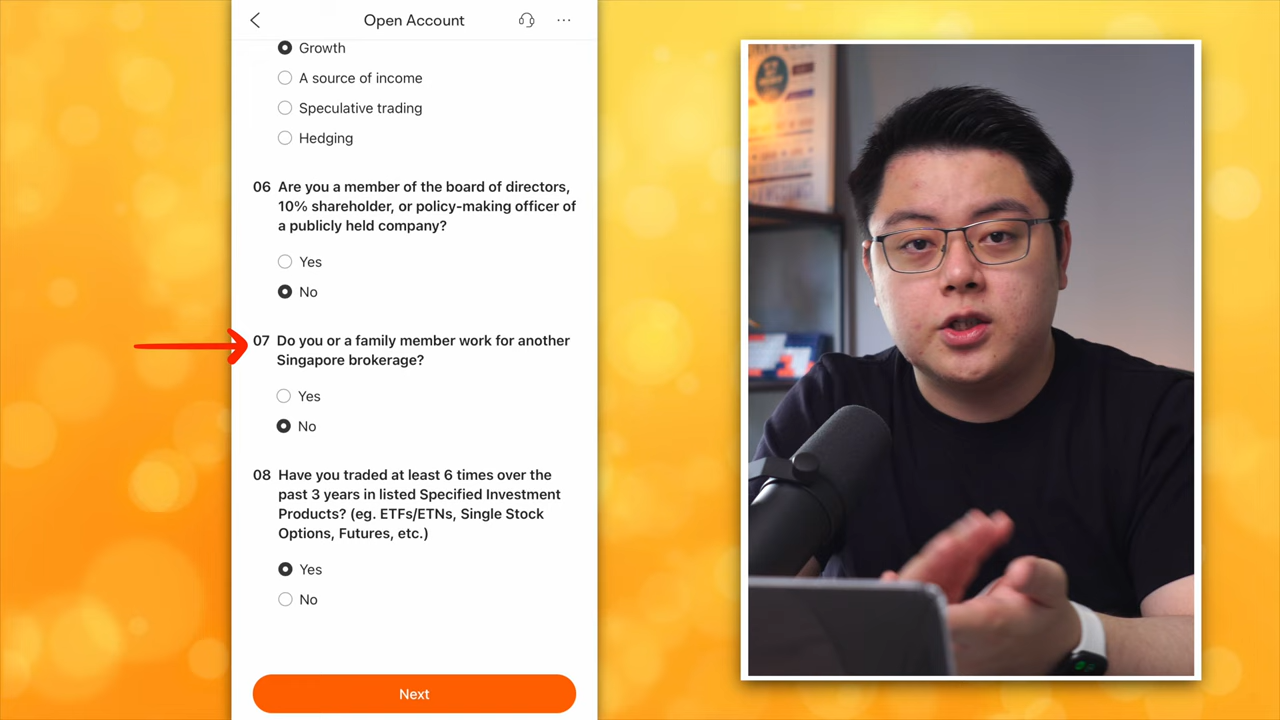 Open Account
Growth
A source of income
Speculative trading
Hedging
06 Are you a member of the board of directors,
10% shareholder, or policy-making officer of
a publicly held company?
Yes
No
07 Do you or a family member work for another
Singapore brokerage?
Yes
No
08 Have you traded at least 6 times over the
past 3 years in listed Specified Investment
Products? (eg. ETFs/ETNs, Single Stock
Options, Futures, etc.)
Yes
No
Next